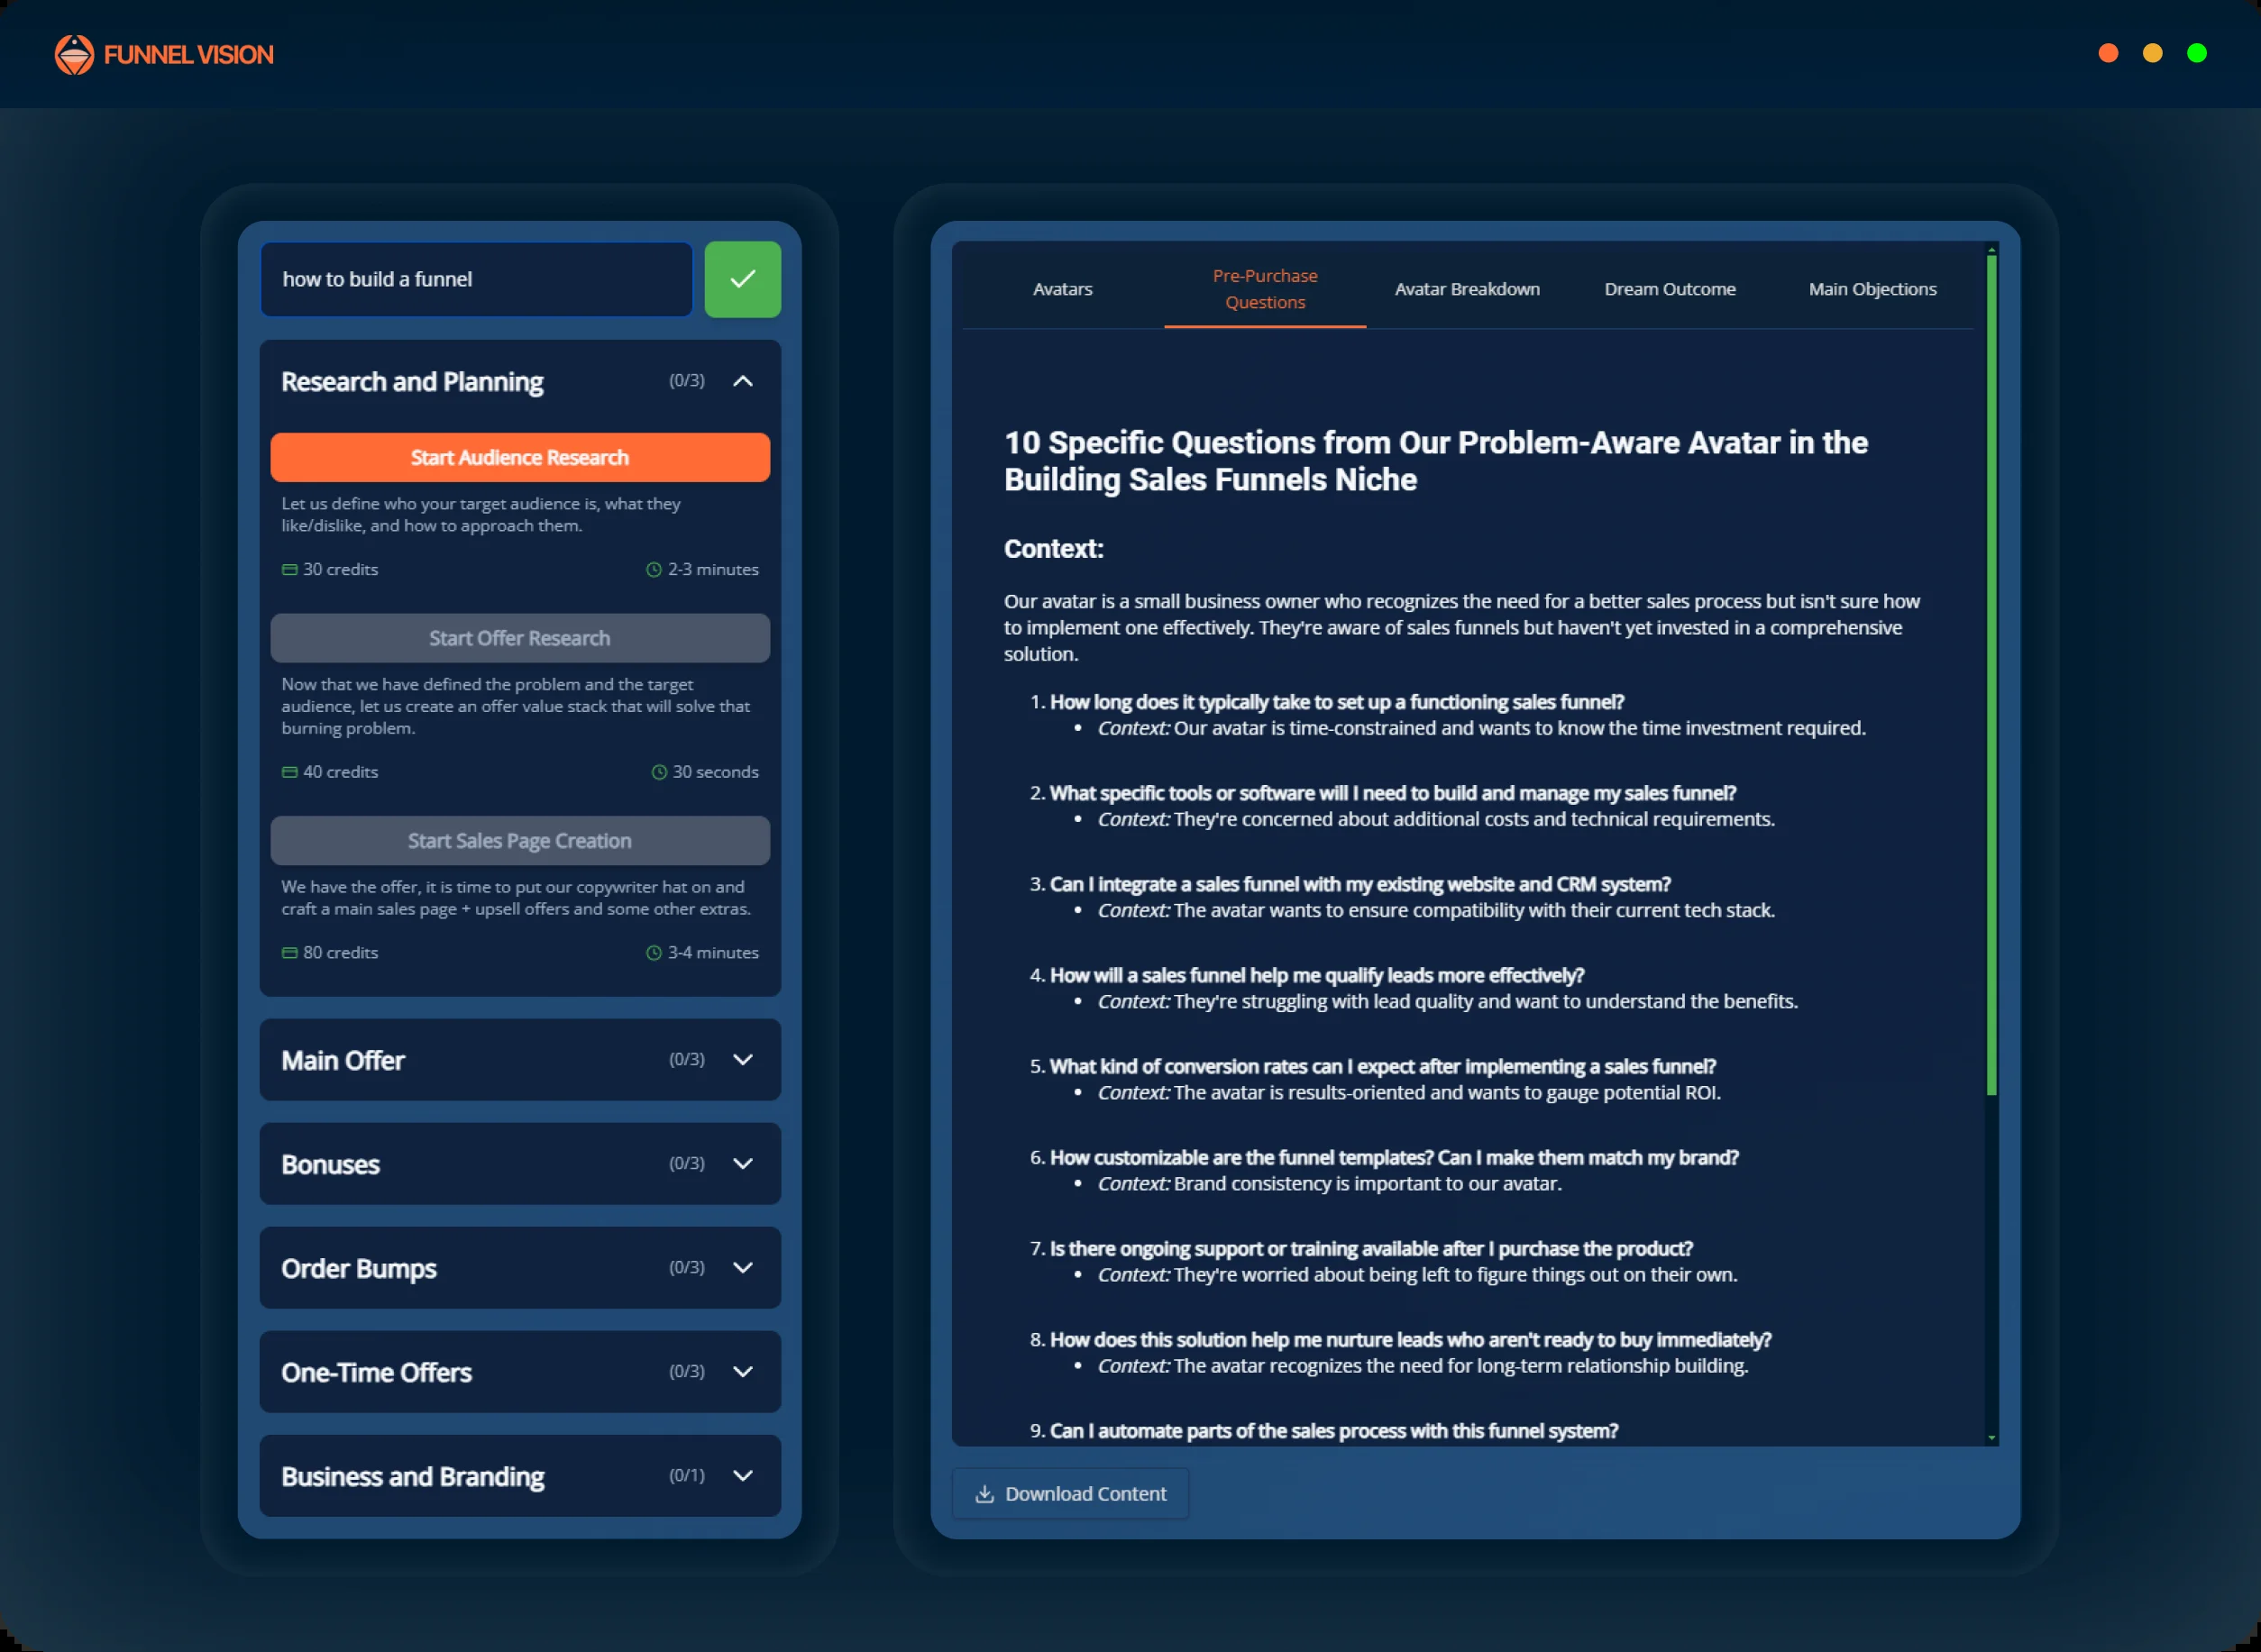 FUNNEL VISION
how to build a funnel
Research and Planning (0/3)
Start Audience Research
Let us define who your target audience is, what they
like/dislike, and how to approach them.
30 credits 2-3 minutes
Start Offer Research
Now that we have defined the problem and the target
audience, let us create an offer value stack that will solve that
burning problem.
40 credits 30 seconds
Start Sales Page Creation
We have the offer, it is time to put our copywriter hat on and
craft a main sales page + upsell offers and some other extras.
80 credits 3-4 minutes
Main Offer (0/3)
Bonuses (0/3)
Order Bumps (0/3)
One-Time Offers (0/3)
Business and Branding (0/1)
Avatars
Pre-Purchase
Questions
Avatar Breakdown
Dream Outcome
Main Objections
10 Specific Questions from Our Problem-Aware Avatar in the
Building Sales Funnels Niche
Context:
Our avatar is a small business owner who recognizes the need for a better sales process but isn't sure how
to implement one effectively. They're aware of sales funnels but haven't yet invested in a comprehensive
solution.
1. How long does it typically take to set up a functioning sales funnel?
• Context: Our avatar is time-constrained and wants to know the time investment required.
2. What specific tools or software will I need to build and manage my sales funnel?
• Context: They're concerned about additional costs and technical requirements.
3. Can I integrate a sales funnel with my existing website and CRM system?
• Context: The avatar wants to ensure compatibility with their current tech stack.
4. How will a sales funnel help me qualify leads more effectively?
• Context: They're struggling with lead quality and want to understand the benefits.
5. What kind of conversion rates can I expect after implementing a sales funnel?
• Context: The avatar is results-oriented and wants to gauge potential ROI.
6. How customizable are the funnel templates? Can I make them match my brand?
• Context: Brand consistency is important to our avatar.
7. Is there ongoing support or training available after I purchase the product?
• Context: They're worried about being left to figure things out on their own.
8. How does this solution help me nurture leads who aren't ready to buy immediately?
• Context: The avatar recognizes the need for long-term relationship building.
9. Can I automate parts of the sales process with this funnel system?
Download Content